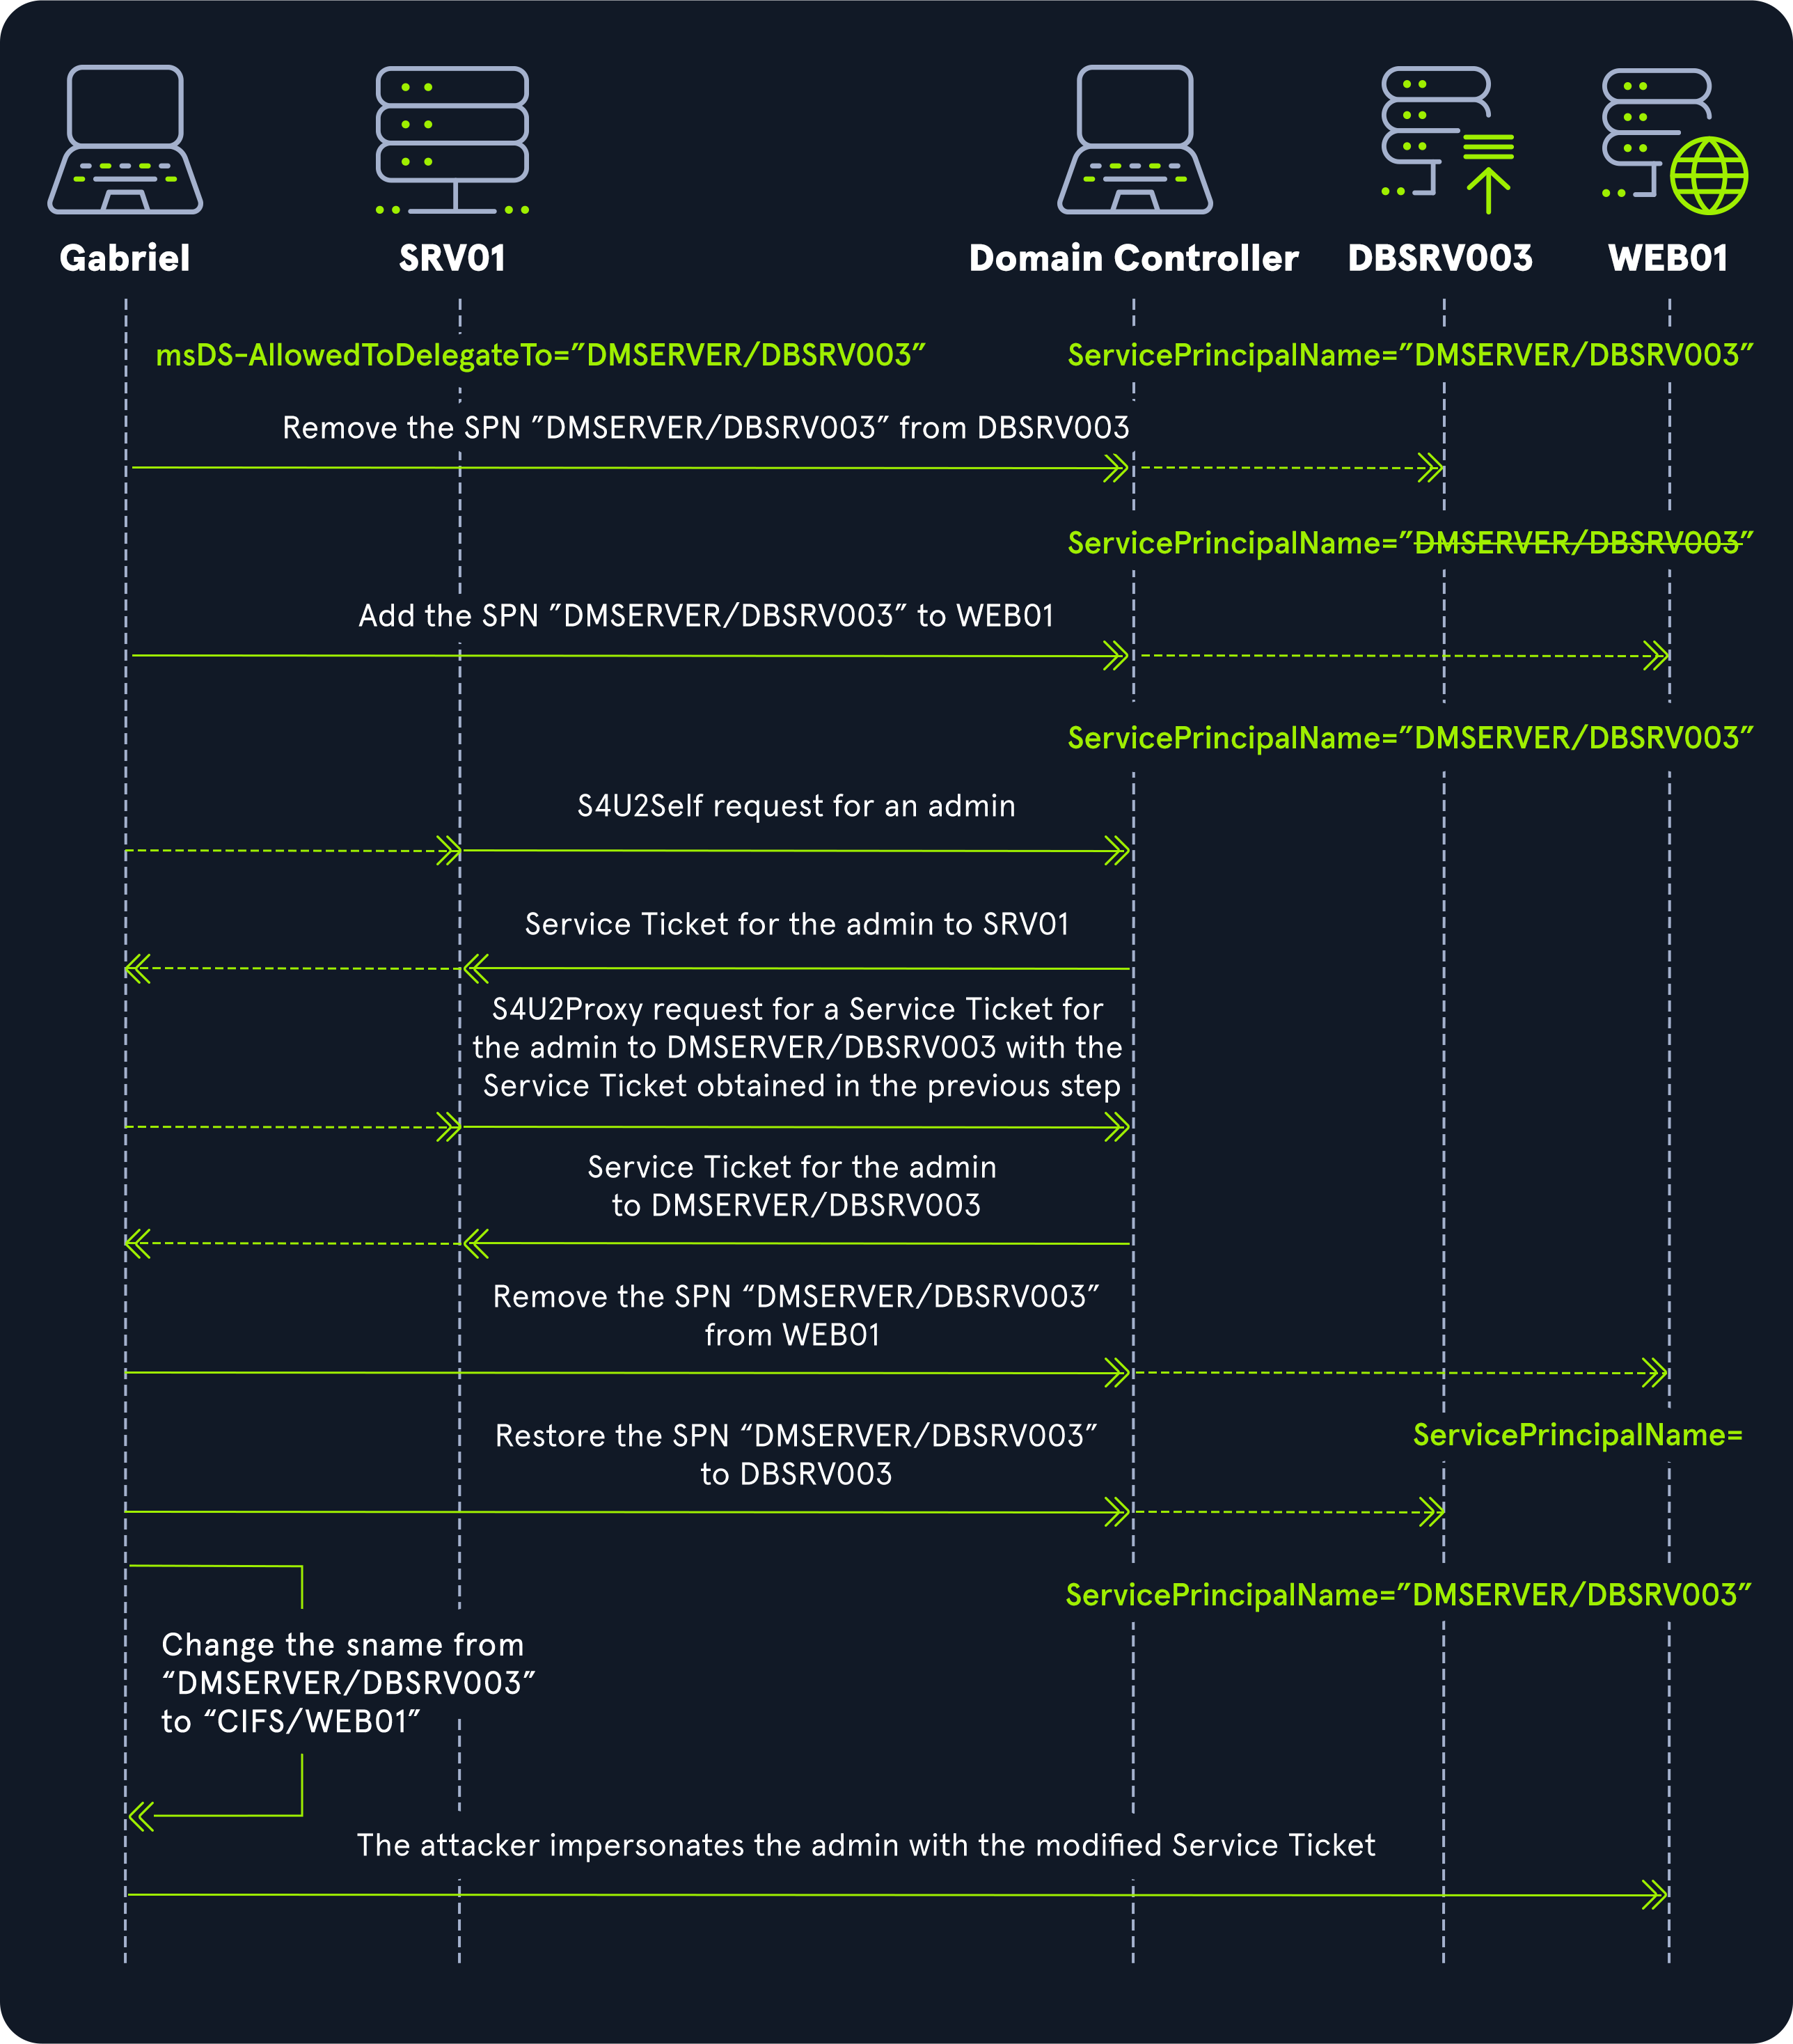 Gabriel
SRV01
Domain Controller
DBSRV003
WEB01
msDS-AllowedToDelegateTo=”DMSERVER/DBSRV003”
ServicePrincipalName=”DMSERVER/DBSRV003”
Remove the SPN ”DMSERVER/DBSRV003” from DBSRV003
ServicePrincipalName=”DMSERVER/DBSRV003”
Add the SPN ”DMSERVER/DBSRV003” to WEB01
ServicePrincipalName=”DMSERVER/DBSRV003”
S4U2Self request for an admin
Service Ticket for the admin to SRV01
S4U2Proxy request for a Service Ticket for
the admin to DMSERVER/DBSRV003 with the
Service Ticket obtained in the previous step
Service Ticket for the admin
to DMSERVER/DBSRV003
Remove the SPN “DMSERVER/DBSRV003”
from WEB01
Restore the SPN “DMSERVER/DBSRV003”
to DBSRV003
ServicePrincipalName=
ServicePrincipalName=”DMSERVER/DBSRV003”
Change the sname from
“DMSERVER/DBSRV003”
to “CIFS/WEB01”
The attacker impersonates the admin with the modified Service Ticket